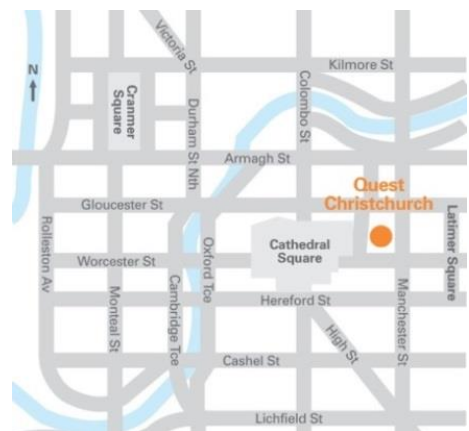 Victoria St
Kilmore St
N
Cranmer
Square
Durham St Nth
Colombo St
Armagh St
Quest
Christchurch
Gloucester St
Rolleston Av
Oxford Tce
Cathedral
Square
Latimer Square
Worcester St
Cambridge Tce
Monteal St
Hereford St
Manchester St
High St
Cashel St
Lichfield St